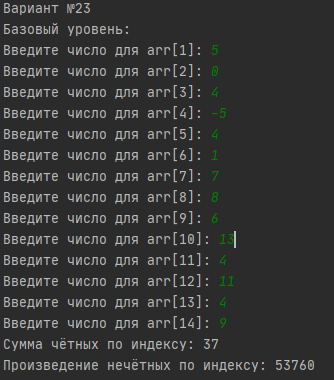 Вариант №23
Базовый уровень:
Введите число для arr[1]: 5
Введите число для arr[2]: 0
Введите число для arr[3]: 4
Введите число для arr[4]: -5
Введите число для arr[5]: 4
Введите число для arr[6]: 1
Введите число для arr[7]: 7
Введите число для arr[8]: 8
Введите число для arr[9]: 6
Введите число для arr[10]: 13
Введите число для arr[11]: 4
Введите число для arr[12]: 11
Введите число для arr[13]: 4
Введите число для arr[14]: 9
Сумма чётных по индексу: 37
Произведение нечётных по индексу: 53760